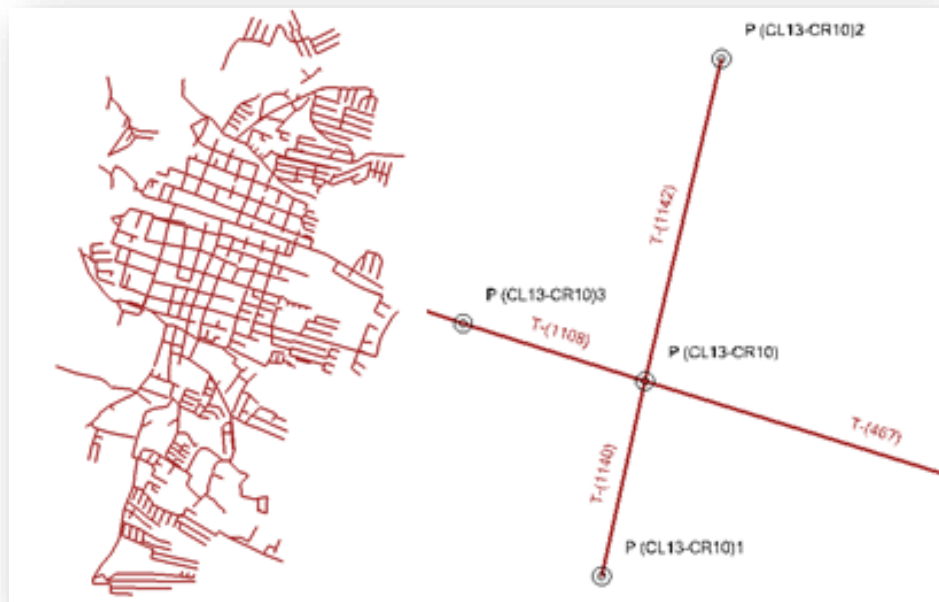 P (CL13-CR10)2
T-(1142)
P (CL13-CR10)3
T-(1108)
P (CL13-CR10)
T-(467)
T-(1140)
P (CL13-CR10)1